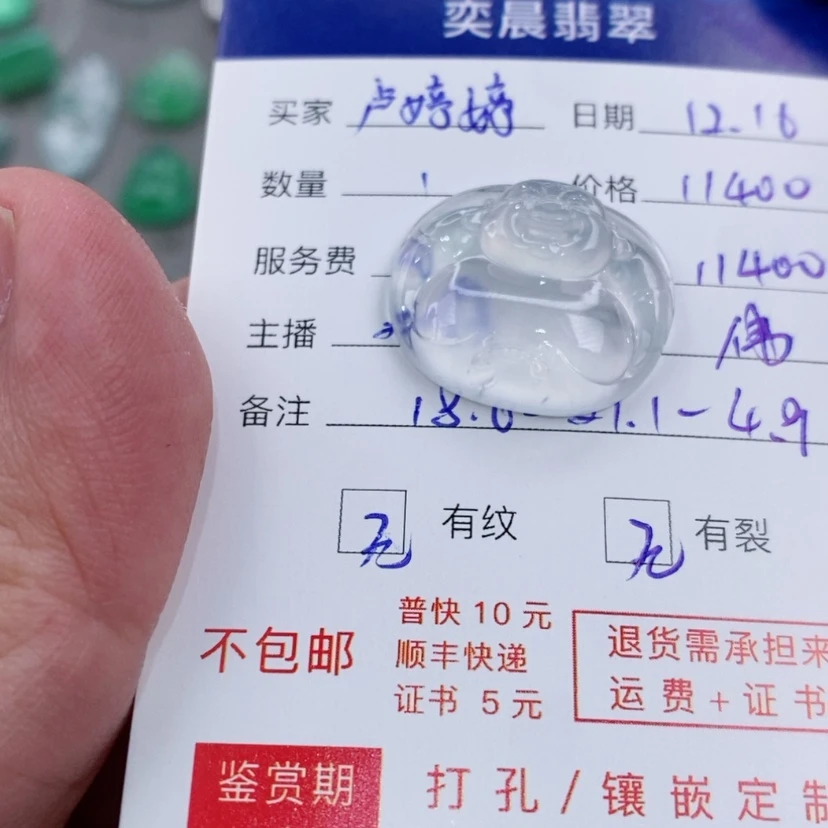 奕晨翡翠
买家 卢婷婷 日期 12.16
数量 1 价格 11400
服务费 11400
主播 佛
备注 18.0-21.1-4.9
无 有纹 无 有裂
不包邮
普快 10 元
顺丰快递
证书 5 元
退货需承担来
运费+证书
鉴赏期
打孔/镶嵌定制